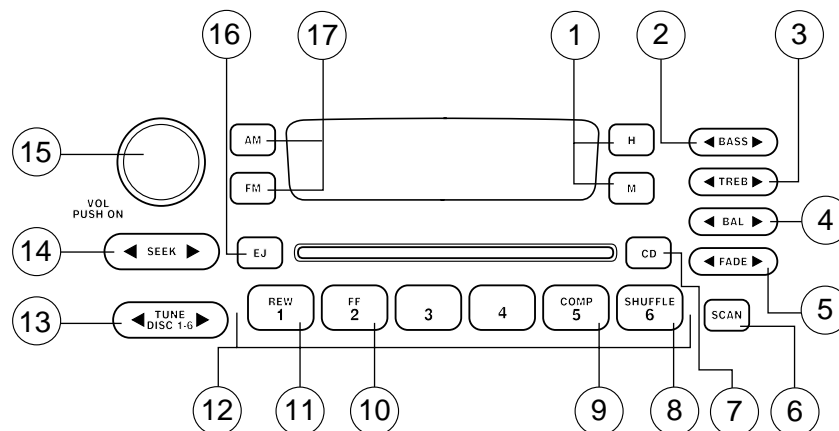 16
17
1
2
3
AM
H
BASS
15
FM
M
TREB
VOL
PUSH ON
BAL
4
14
SEEK
EJ
CD
FADE
5
13
TUNE
DISC 1-6
REW
1
FF
2
3
4
COMP
5
SHUFFLE
6
SCAN
12
11
10
9
8
7
6